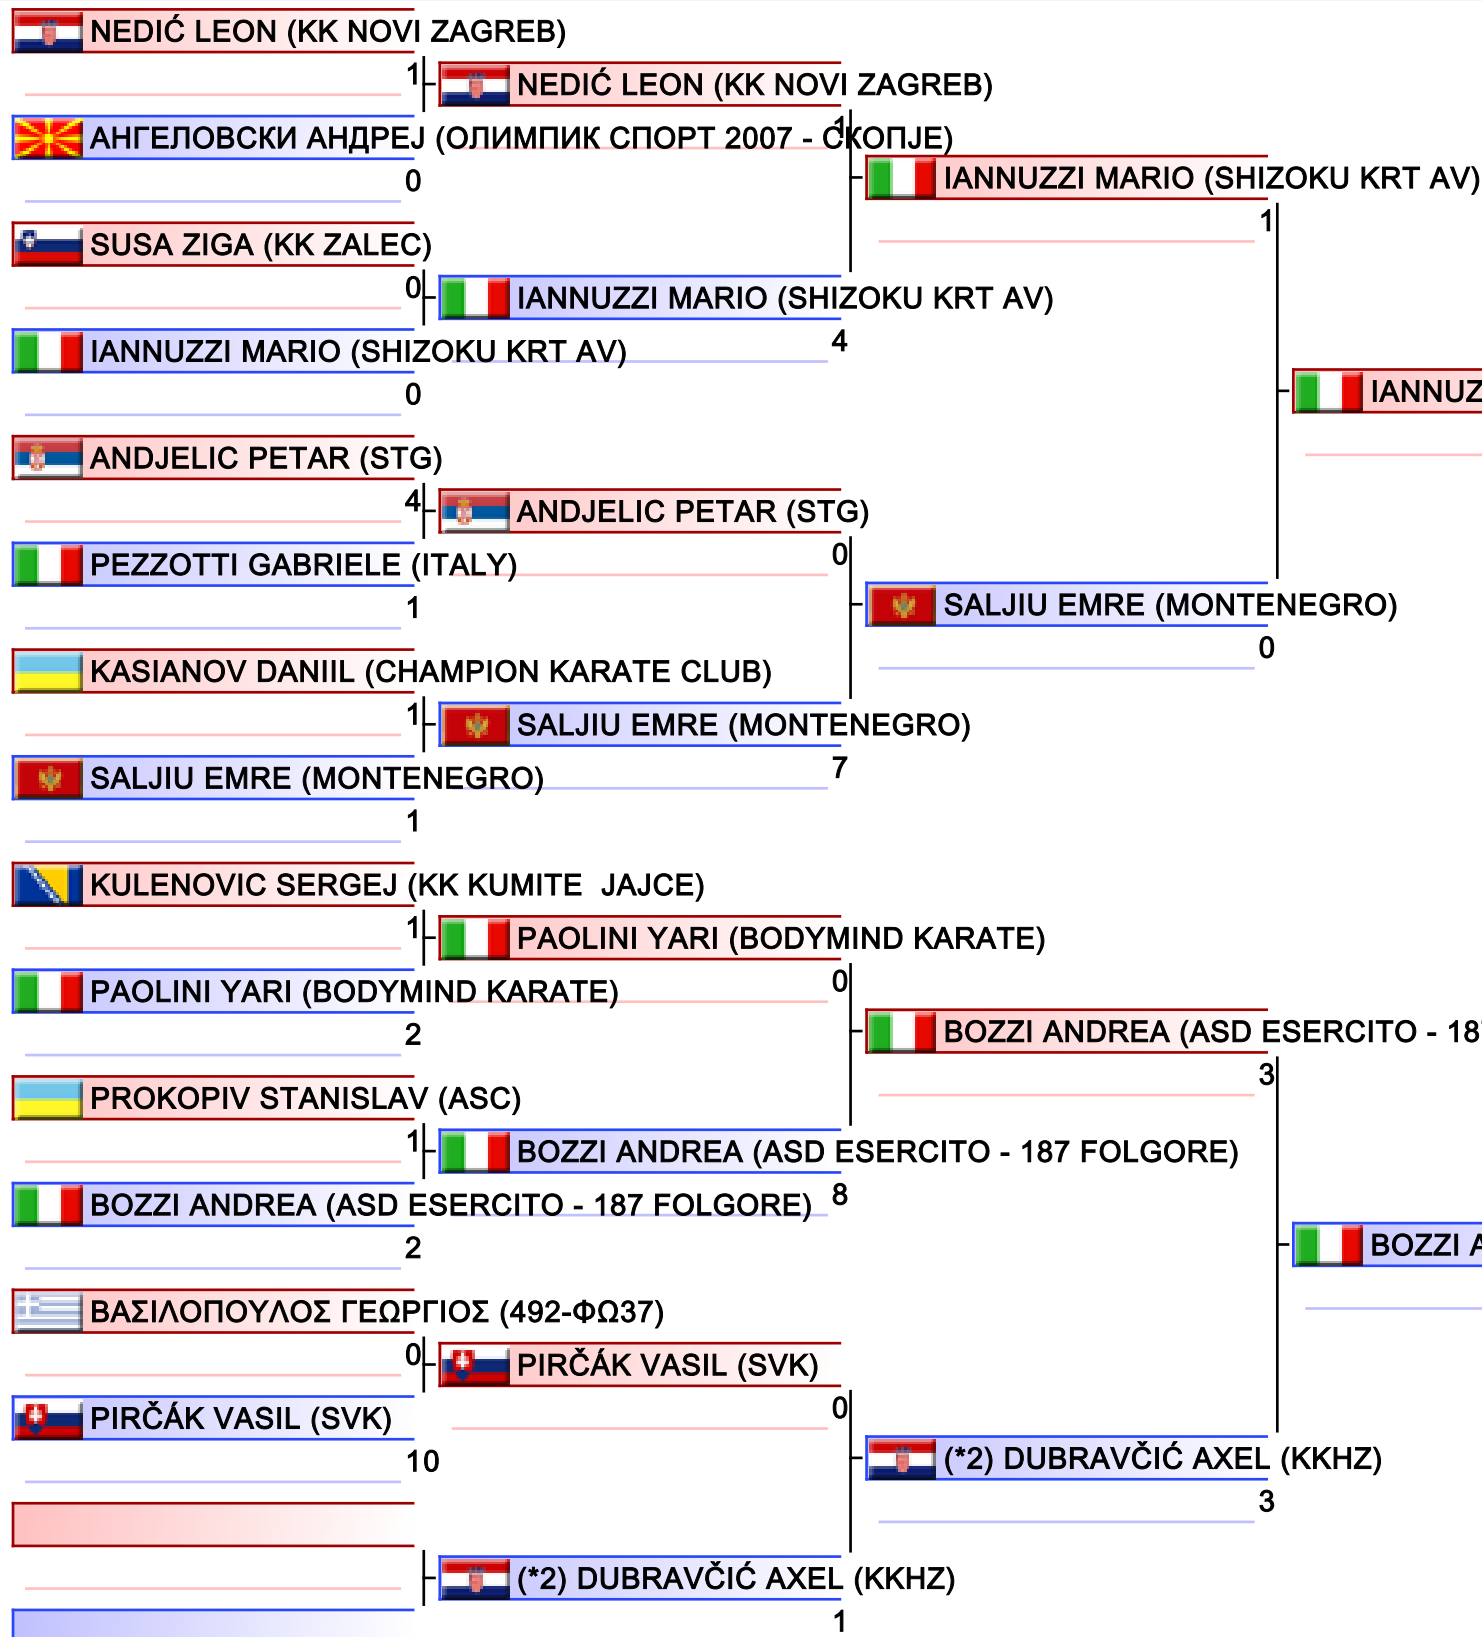 NEDIĆ LEON (KK NOVI ZAGREB)
1
NEDIĆ LEON (KK NOVI ZAGREB)
АНГЕЛОВСКИ АНДРЕЈ (ОЛИМПИК СПОРТ 2007 - СКОПЈЕ)
1
0
IANNUZZI MARIO (SHIZOKU KRT AV)
1
SUSA ZIGA (KK ZALEC)
0
IANNUZZI MARIO (SHIZOKU KRT AV)
4
IANNUZZI MARIO (SHIZOKU KRT AV)
0
IANNUZ
ANDJELIC PETAR (STG)
4
ANDJELIC PETAR (STG)
0
PEZZOTTI GABRIELE (ITALY)
1
SALJIU EMRE (MONTENEGRO)
0
KASIANOV DANIIL (CHAMPION KARATE CLUB)
1
SALJIU EMRE (MONTENEGRO)
7
SALJIU EMRE (MONTENEGRO)
1
KULENOVIC SERGEJ (KK KUMITE  JAJCE)
1
PAOLINI YARI (BODYMIND KARATE)
0
PAOLINI YARI (BODYMIND KARATE)
2
BOZZI ANDREA (ASD ESERCITO - 18
3
PROKOPIV STANISLAV (ASC)
1
BOZZI ANDREA (ASD ESERCITO - 187 FOLGORE)
8
BOZZI ANDREA (ASD ESERCITO - 187 FOLGORE)
2
BOZZI A
ΒΑΣΙΛΟΠΟΥΛΟΣ ΓΕΩΡΓΙΟΣ (492-ΦΩ37)
0
PIRČÁK VASIL (SVK)
0
PIRČÁK VASIL (SVK)
10
(*2) DUBRAVČIĆ AXEL (KKHZ)
3
(*2) DUBRAVČIĆ AXEL (KKHZ)
1